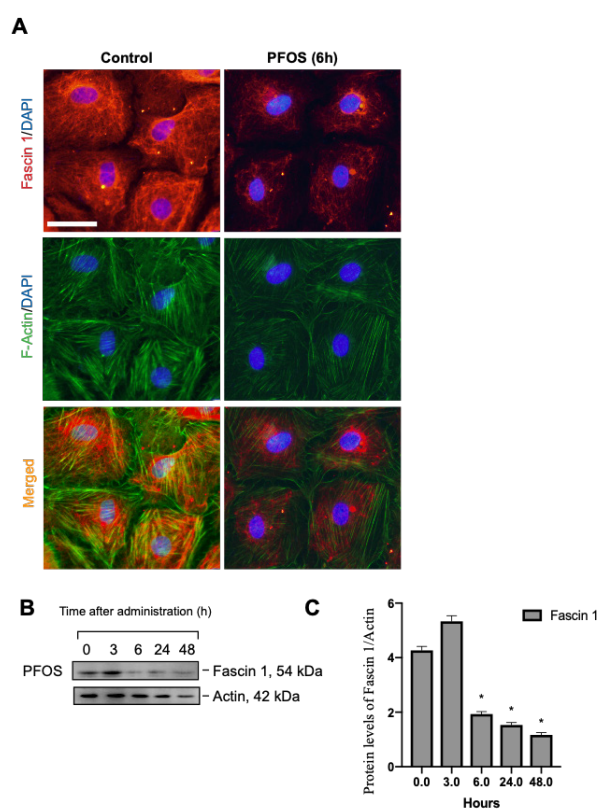 A
Control
PFOS (6h)
Fascin 1/DAPI
F-Actin/DAPI
Merged
B
Time after administration (h)
0 3 6 24 48
PFOS
Fascin 1, 54 kDa
Actin, 42 kDa
C
Protein levels of Fascin 1/Actin
6
4
2
0
* * *
0.0 3.0 6.0 24.0 48.0
Hours
Fascin 1